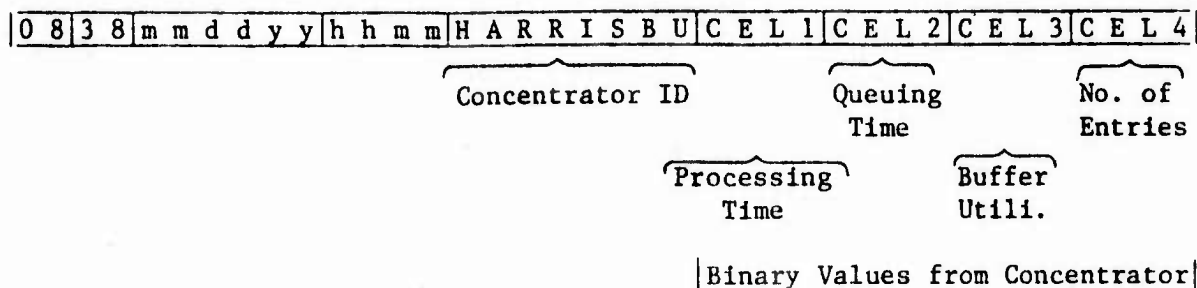 |0 8|3 8|m m d d y y|h h m m|H A R R I S B U|C E L 1|C E L 2|C E L 3|C E L 4|
Concentrator ID Queuing Time No. of Entries
Processing Time Buffer Utili.
|Binary Values from Concentrator|